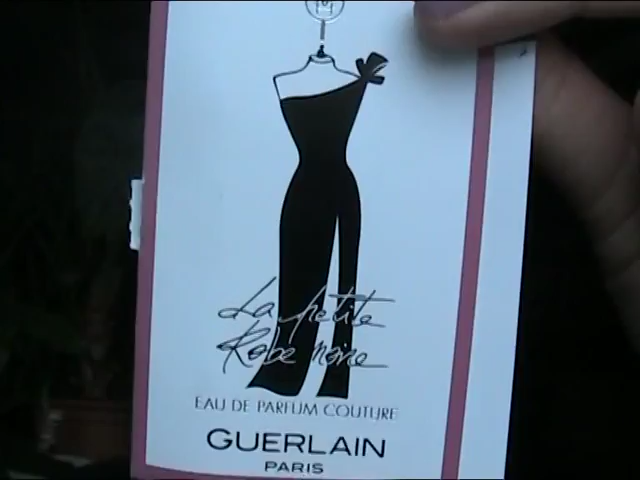 La petite
Robe noire
EAU DE PARFUM COUTURE
GUERLAIN
PARIS